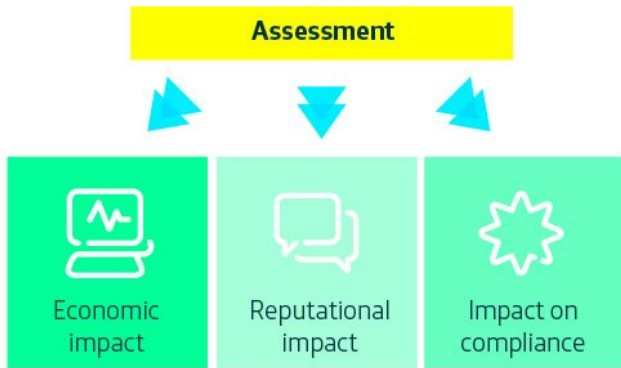 Assessment
Economic
impact
Reputational
impact
Impact on
compliance